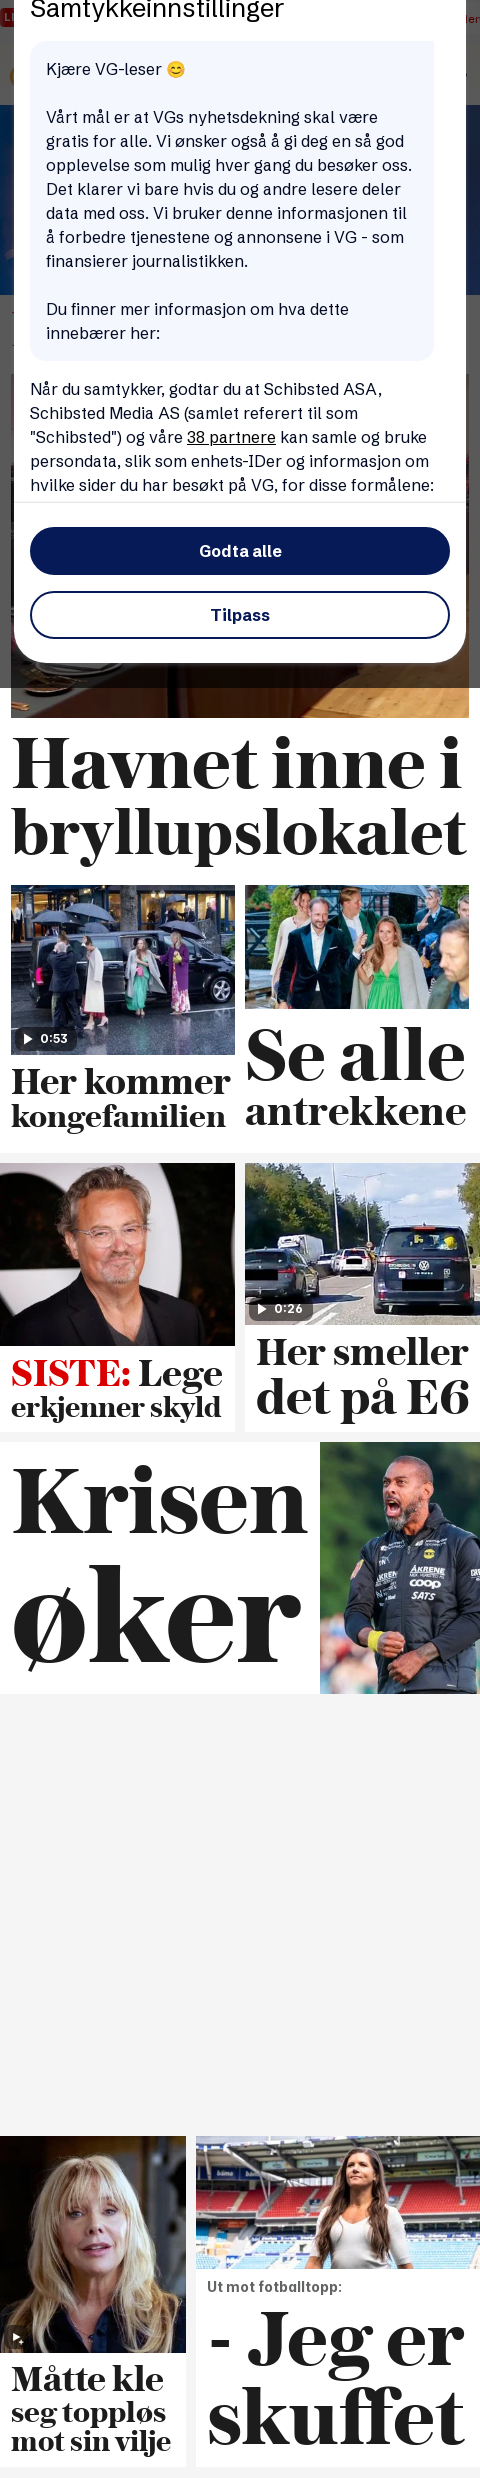 Samtykkeinnstillinger
Kjære VG-leser 😊
Vårt mål er at VGs nyhetsdekning skal være
gratis for alle. Vi ønsker også å gi deg en så god
opplevelse som mulig hver gang du besøker oss.
Det klarer vi bare hvis du og andre lesere deler
data med oss. Vi bruker denne informasjonen til
å forbedre tjenestene og annonsene i VG - som
finansierer journalistikken.
Du finner mer informasjon om hva dette
innebærer her:
Når du samtykker, godtar du at Schibsted ASA,
Schibsted Media AS (samlet referert til som
"Schibsted") og våre 38 partnere kan samle og bruke
persondata, slik som enhets-IDer og informasjon om
hvilke sider du har besøkt på VG, for disse formålene:
Godta alle
Tilpass
Havnet inne i
bryllupslokalet
0:53
Her kommer
kongefamilien
Se alle
antrekkene
0:26
SISTE: Lege
erkjenner skyld
Her smeller
det på E6
Krisen
øker
ÅKRENE
ÅKRENE
coop
SATS
Måtte kle
seg toppløs
mot sin vilje
Ut mot fotballtopp:
- Jeg er
skuffet